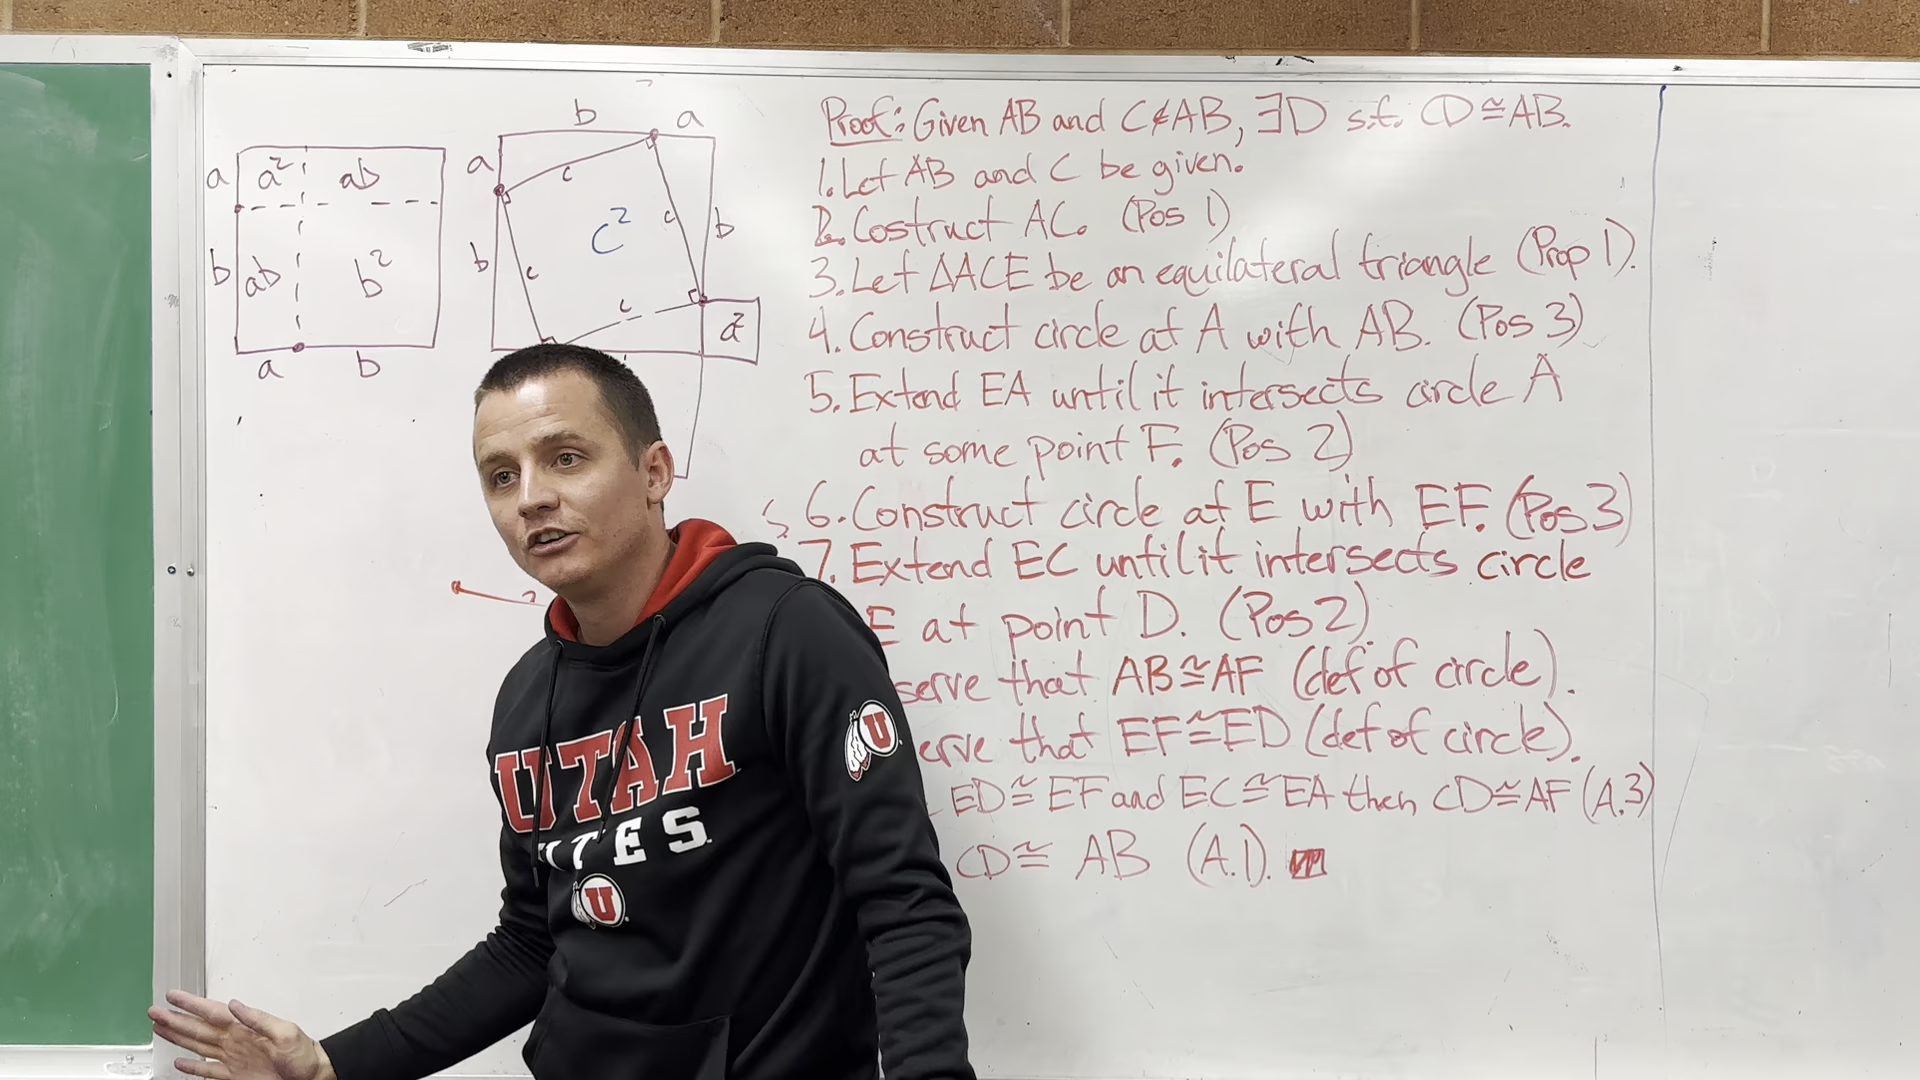 Proof: Given AB and C∉AB, ∃D s.t. CD≅AB.
1. Let AB and C be given.
2. Costruct AC. (Pos 1)
3. Let ΔACE be an equilateral triangle (Prop 1).
4. Construct circle at A with AB. (Pos 3)
5. Extend EA until it intersects circle A
at some point F. (Pos 2)
6. Construct circle at E with EF. (Pos 3)
7. Extend EC until it intersects circle
E at point D. (Pos 2)
serve that AB≅AF (def of circle).
erve that EF≅ED (def of circle).
ED≅EF and EC≅EA then CD≅AF (A.3)
CD≅ AB (A.1).
a a² ab
b ab b²
a b
b a
a c
c² c b
b c
c a²
UTAH
UTES
U
U